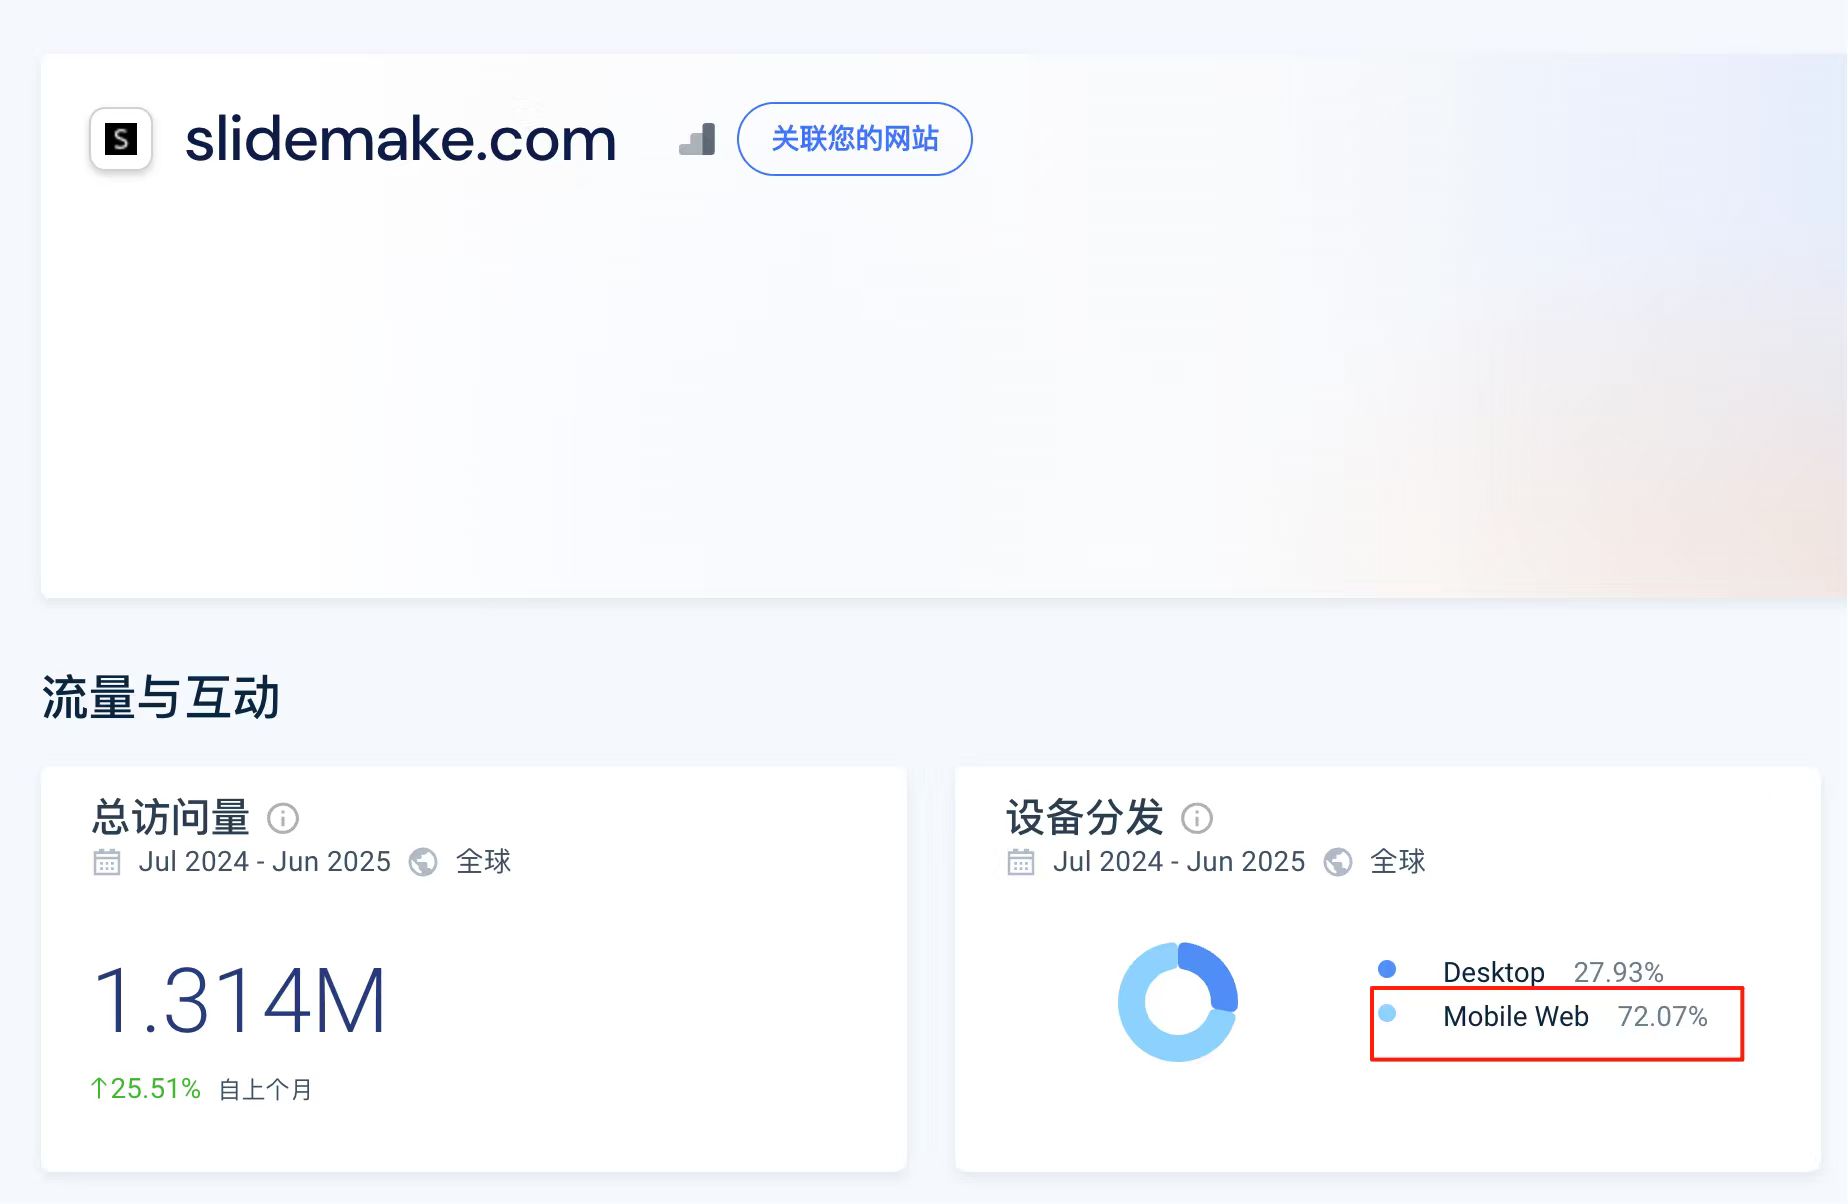 S slidemake.com 关联您的网站
流量与互动
总访问量
Jul 2024 - Jun 2025 全球
1.314M
↑25.51% 自上个月
设备分发
Jul 2024 - Jun 2025 全球
Desktop 27.93%
Mobile Web 72.07%